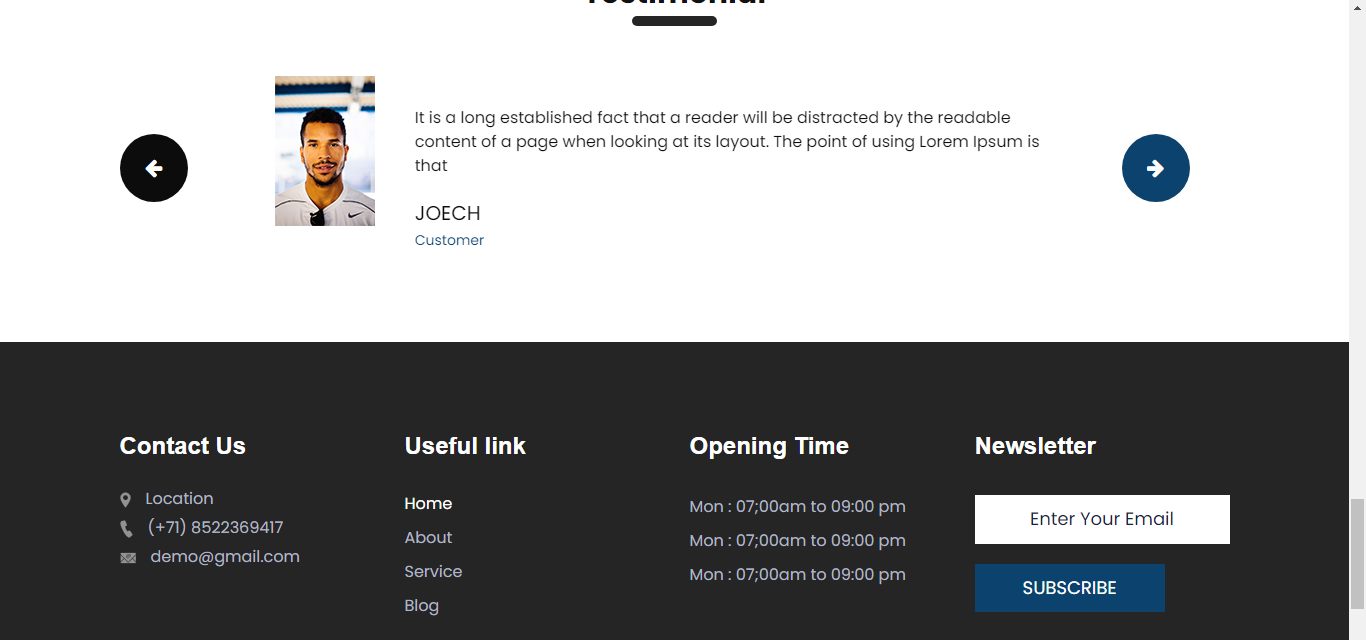 Testimonial
It is a long established fact that a reader will be distracted by the readable
content of a page when looking at its layout. The point of using Lorem Ipsum is
that
JOECH
Customer
Contact Us
Location
(+71) 8522369417
demo@gmail.com
Useful link
Home
About
Service
Blog
Opening Time
Mon : 07;00am to 09:00 pm
Mon : 07;00am to 09:00 pm
Mon : 07;00am to 09:00 pm
Newsletter
Enter Your Email
SUBSCRIBE